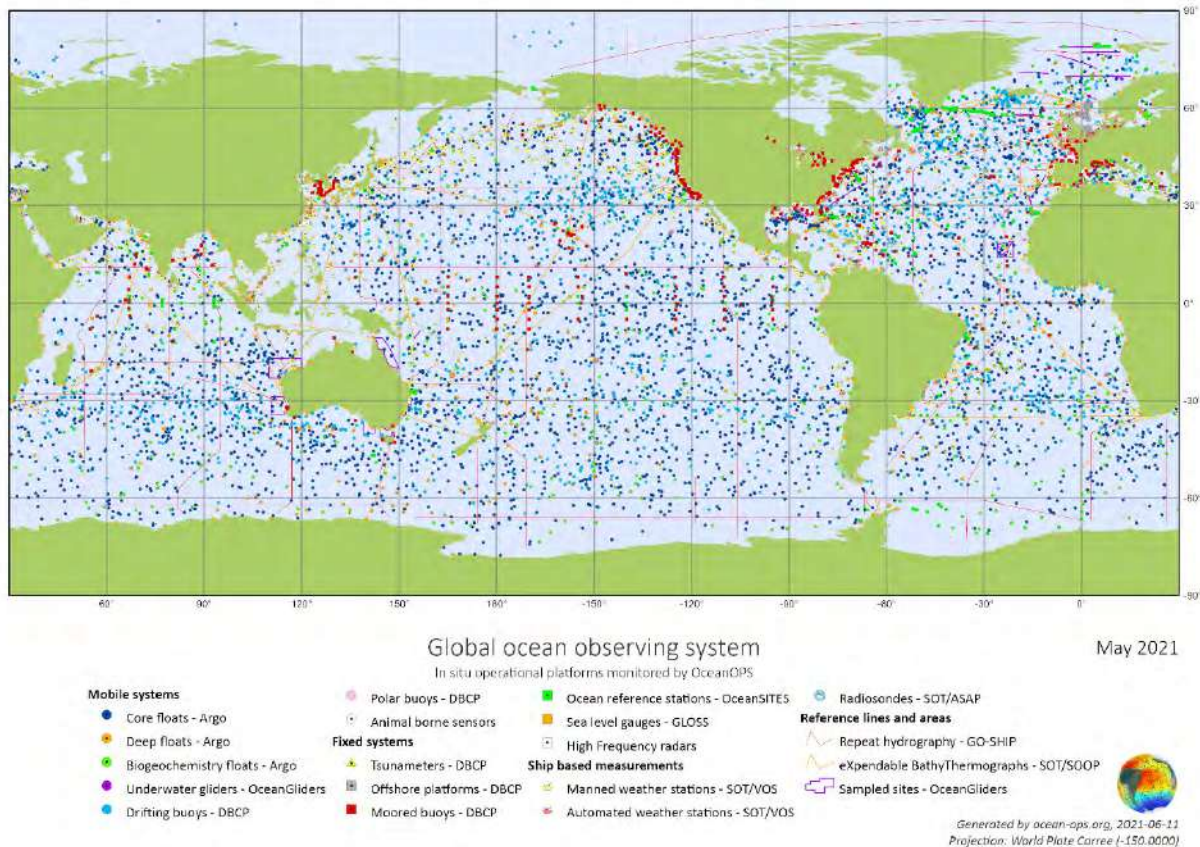 90°
60°
30°
0°
-30°
-60°
-90°
60° 90° 120° 150° 180° -150° -120° -90° -60° -30° 0°
Global ocean observing system
May 2021
In situ operational platforms monitored by OceanOPS
Mobile systems
Core floats - Argo
Deep floats - Argo
Biogeochemistry floats - Argo
Underwater gliders - OceanGliders
Drifting buoys - DBCP
Polar buoys - DBCP
Animal borne sensors
Fixed systems
Tsunameters - DBCP
Offshore platforms - DBCP
Moored buoys - DBCP
Ocean reference stations - OceanSITES
Sea level gauges - GLOSS
High Frequency radars
Ship based measurements
Manned weather stations - SOT/VOS
Automated weather stations - SOT/VOS
Radiosondes - SOT/ASAP
Reference lines and areas
Repeat hydrography - GO-SHIP
eXpendable BathyThermographs - SOT/SOOP
Sampled sites - OceanGliders
Generated by ocean-ops.org, 2021-06-11
Projection: World Plate Carree (-150.0000)